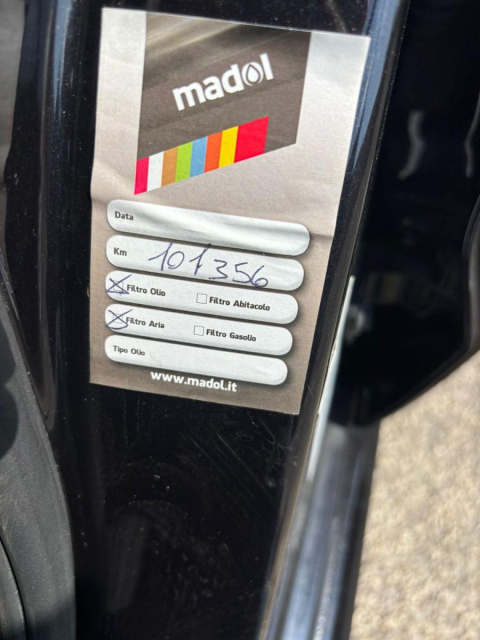 madol
Data
Km 101356
Filtro Olio Filtro Abitacolo
Filtro Aria Filtro Gasolio
Tipo Olio
www.madol.it